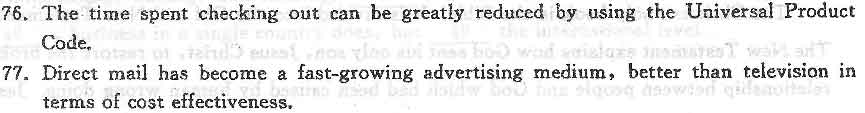 76. The time spent checking out can be greatly reduced by using the Universal Product
Code.
77. Direct mail has become a fast-growing advertising medium, better than television in
terms of cost effectiveness.